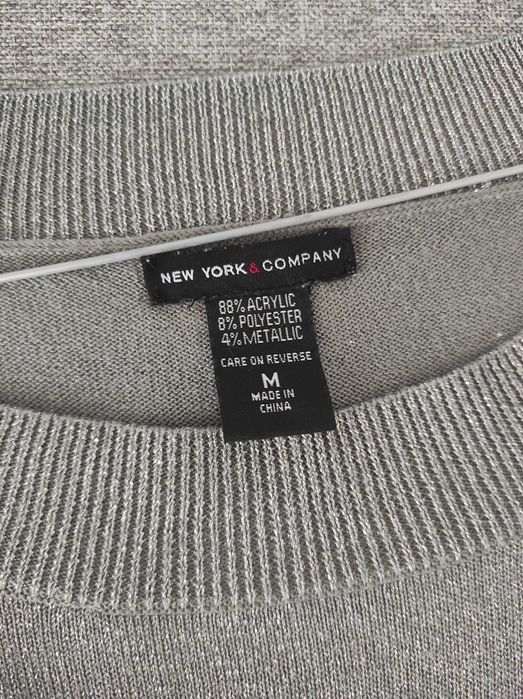 NEW YORK & COMPANY
88% ACRYLIC
8% POLYESTER
4% METALLIC
CARE ON REVERSE
M
MADE IN
CHINA